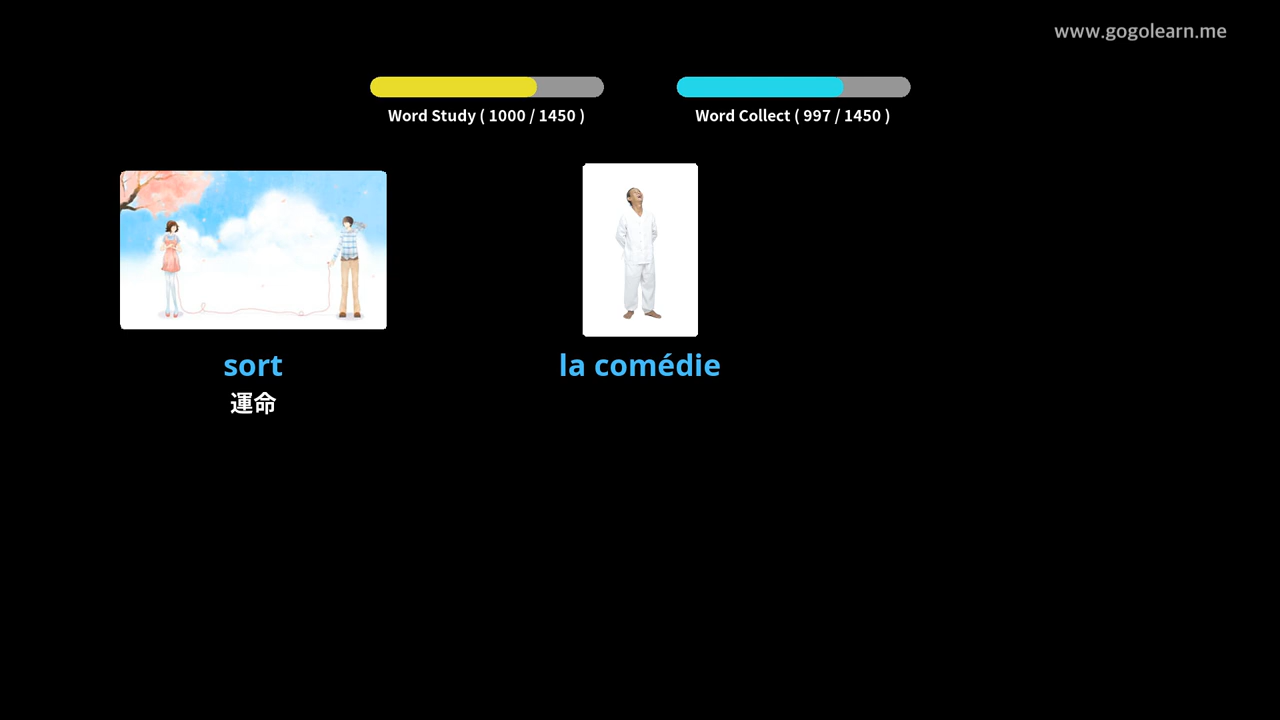 www.gogolearn.me
Word Study ( 1000 / 1450 )
Word Collect ( 997 / 1450 )
sort
運命
la comédie